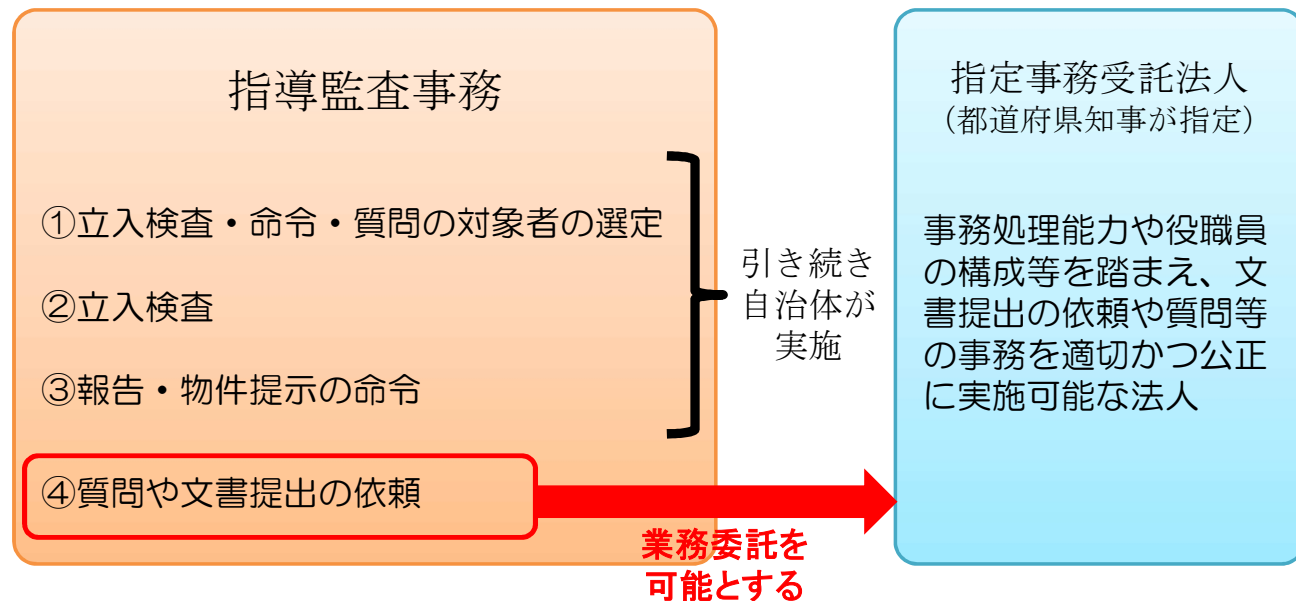 指導監査事務
①立入検査・命令・質問の対象者の選定
②立入検査
③報告・物件提示の命令
④質問や文書提出の依頼
引き続き
自治体が
実施
業務委託を
可能とする
指定事務受託法人
（都道府県知事が指定）
事務処理能力や役職員
の構成等を踏まえ、文
書提出の依頼や質問等
の事務を適切かつ公正
に実施可能な法人